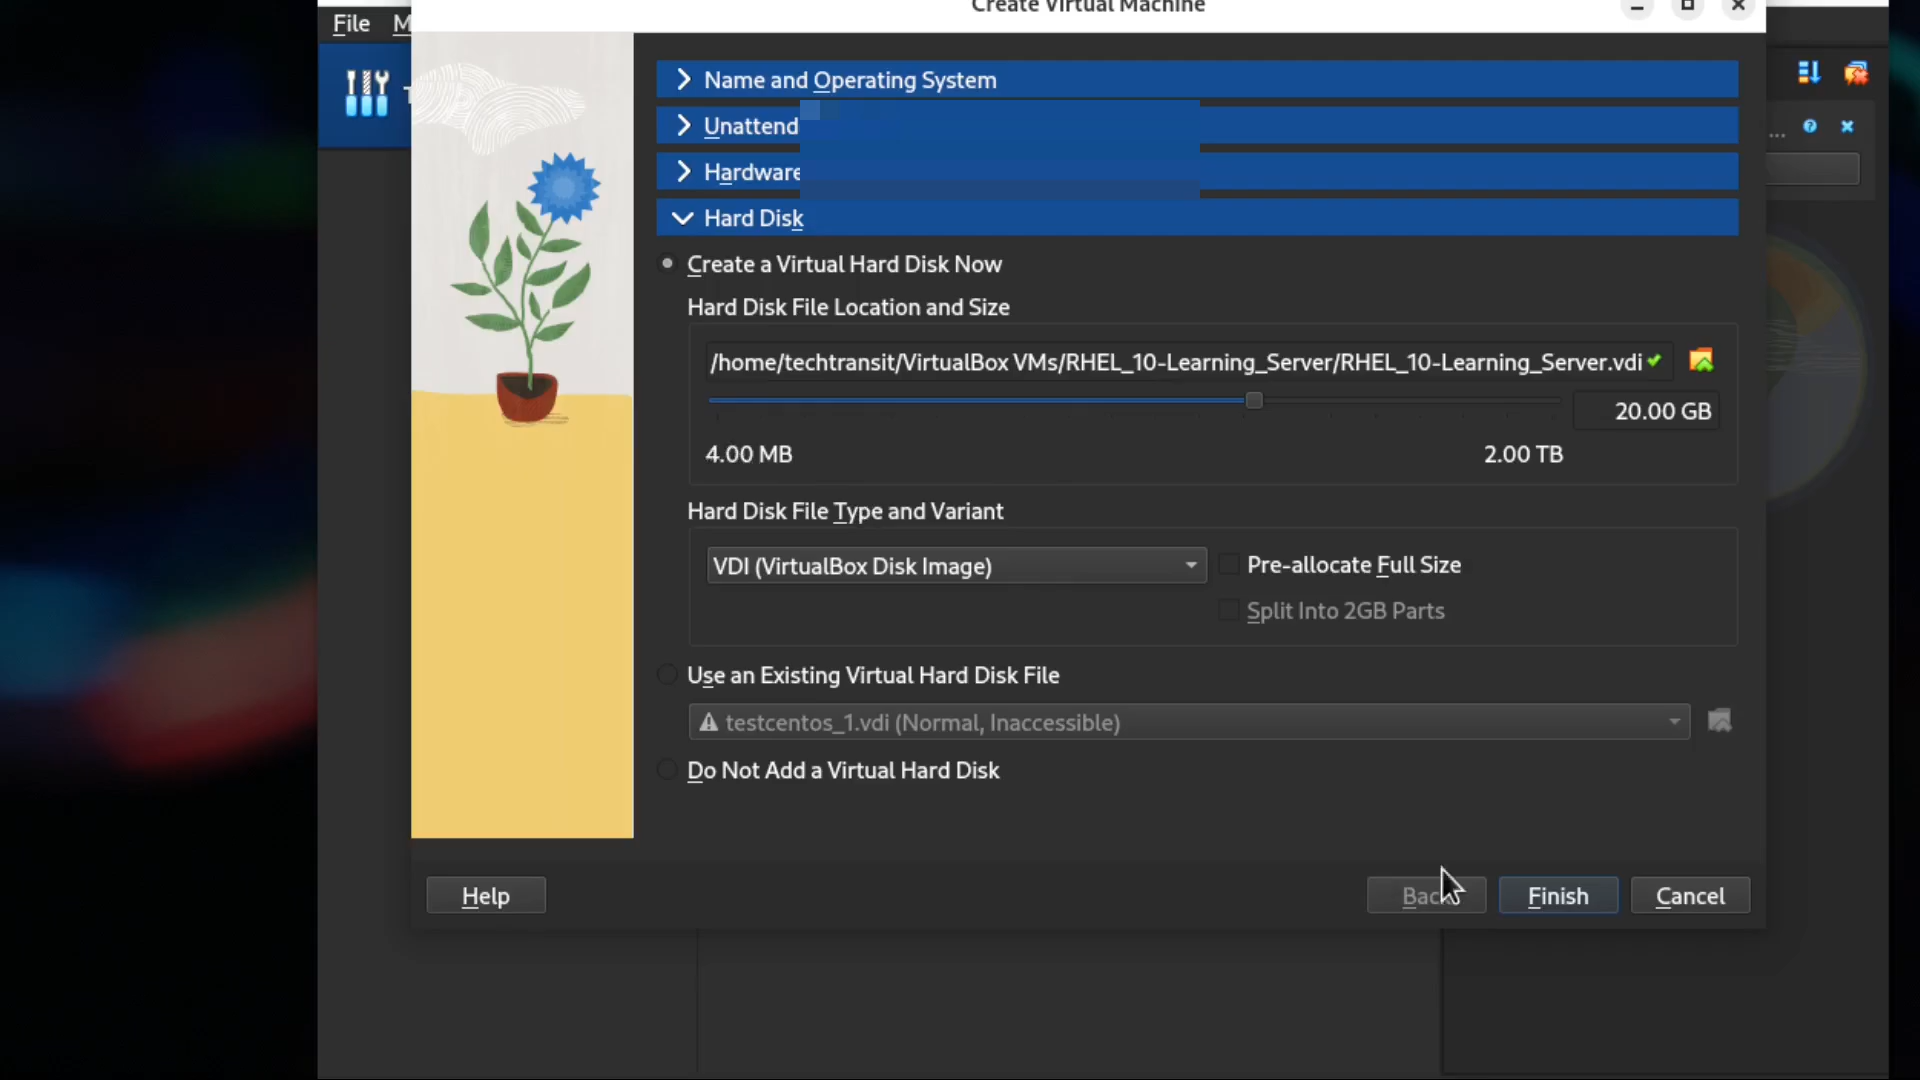 Create Virtual Machine
File
Name and Operating System
Unattend
Hardware
Hard Disk
Create a Virtual Hard Disk Now
Hard Disk File Location and Size
/home/techtransit/VirtualBox VMs/RHEL_10-Learning_Server/RHEL_10-Learning_Server.vdi
20.00 GB
4.00 MB 2.00 TB
Hard Disk File Type and Variant
VDI (VirtualBox Disk Image) Pre-allocate Full Size
Split Into 2GB Parts
Use an Existing Virtual Hard Disk File
testcentos_1.vdi (Normal, Inaccessible)
Do Not Add a Virtual Hard Disk
Help Back Finish Cancel